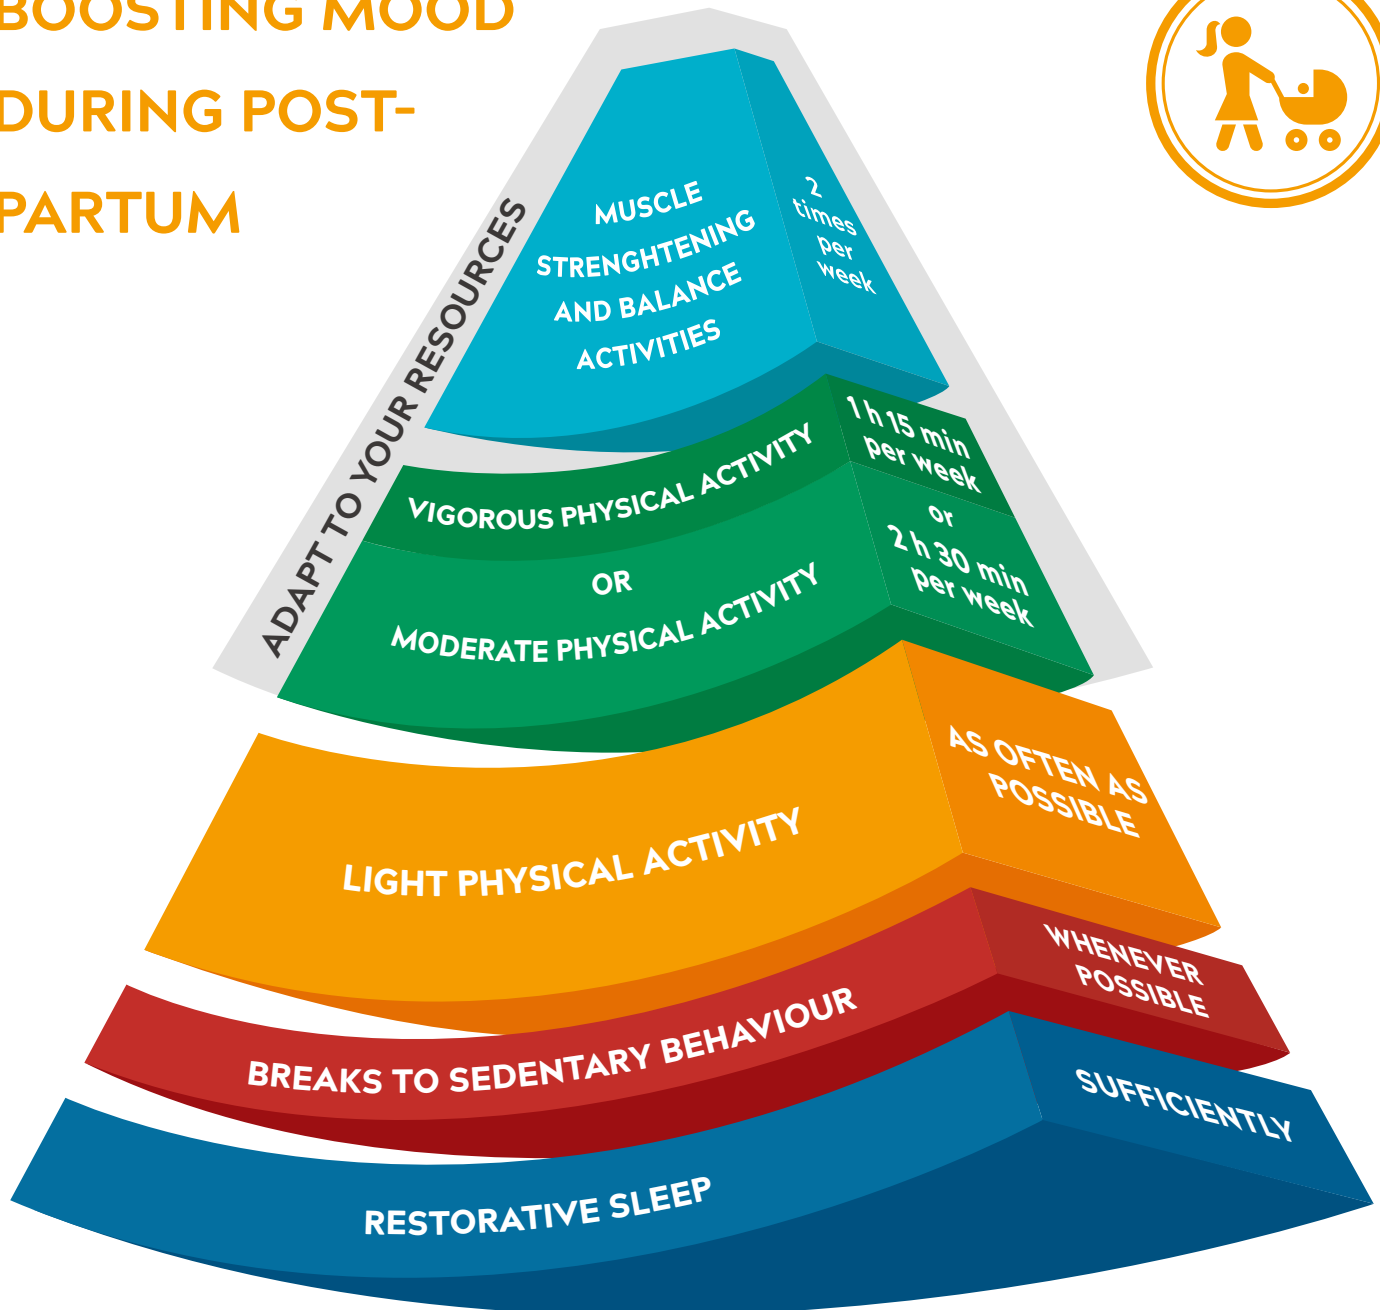 BOOSTING MOOD
DURING POST-
PARTUM
ADAPT TO YOUR RESOURCES
MUSCLE
STRENGHTENING
AND BALANCE
ACTIVITIES
2
times
per
week
VIGOROUS PHYSICAL ACTIVITY
1 h 15 min
per week
OR
or
MODERATE PHYSICAL ACTIVITY
2 h 30 min
per week
LIGHT PHYSICAL ACTIVITY
AS OFTEN AS
POSSIBLE
BREAKS TO SEDENTARY BEHAVIOUR
WHENEVER
POSSIBLE
RESTORATIVE SLEEP
SUFFICIENTLY